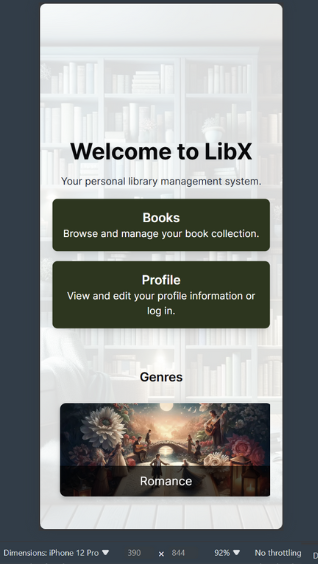 Welcome to LibX
Your personal library management system.
Books
Browse and manage your book collection.
Profile
View and edit your profile information or
log in.
Genres
Romance
Dimensions: iPhone 12 Pro ▼ 390 × 844 92% ▼ No throttling D